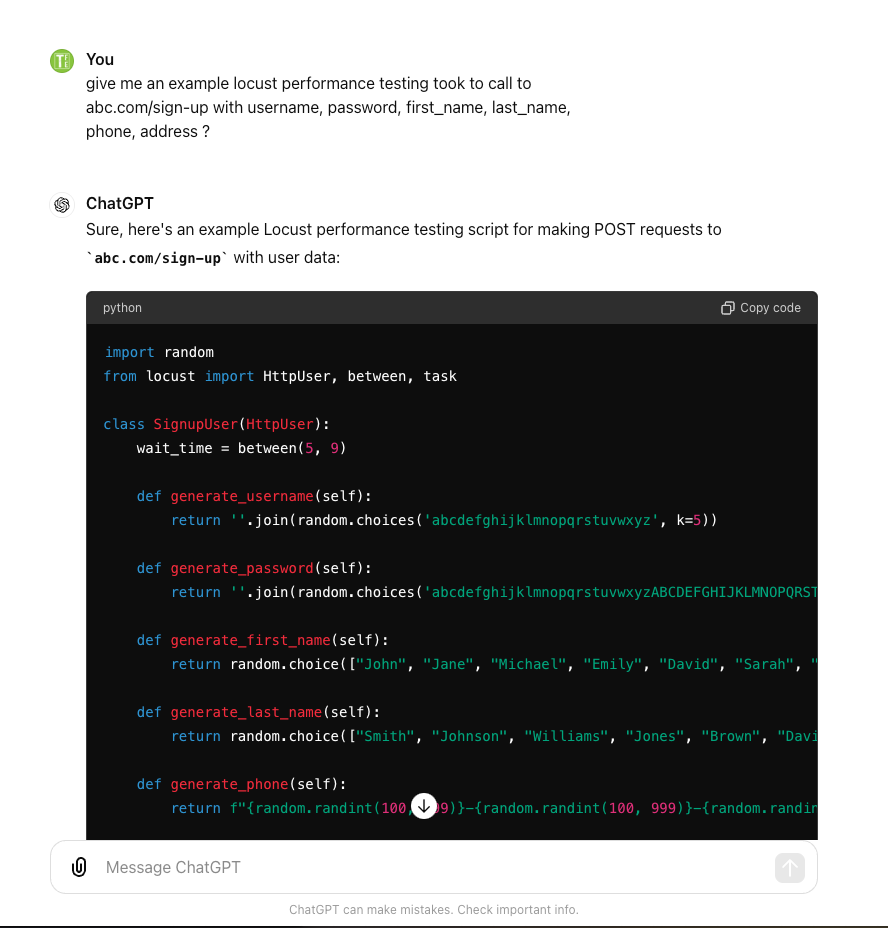 You
give me an example locust performance testing took to call to
abc.com/sign-up with username, password, first_name, last_name,
phone, address ?
ChatGPT
Sure, here's an example Locust performance testing script for making POST requests to
`abc.com/sign-up` with user data:
python Copy code
import random
from locust import HttpUser, between, task
class SignupUser(HttpUser):
    wait_time = between(5, 9)
    def generate_username(self):
        return ''.join(random.choices('abcdefghijklmnopqrstuvwxyz', k=5))
    def generate_password(self):
        return ''.join(random.choices('abcdefghijklmnopqrstuvwxyzABCDEFGHIJKLMNOPQRST
    def generate_first_name(self):
        return random.choice(["John", "Jane", "Michael", "Emily", "David", "Sarah", "
    def generate_last_name(self):
        return random.choice(["Smith", "Johnson", "Williams", "Jones", "Brown", "Davi
    def generate_phone(self):
        return f"{random.randint(100, 99)}-{random.randint(100, 999)}-{random.randin
Message ChatGPT
ChatGPT can make mistakes. Check important info.